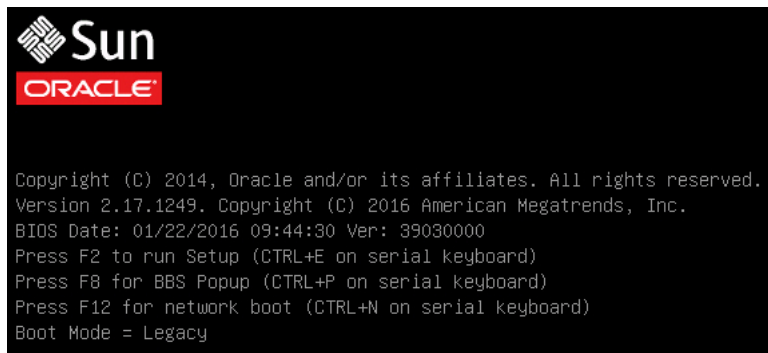 Sun
ORACLE
Copyright (C) 2014, Oracle and/or its affiliates. All rights reserved.
Version 2.17.1249. Copyright (C) 2016 American Megatrends, Inc.
BIOS Date: 01/22/2016 09:44:30 Ver: 39030000
Press F2 to run Setup (CTRL+E on serial keyboard)
Press F8 for BBS Popup (CTRL+P on serial keyboard)
Press F12 for network boot (CTRL+N on serial keyboard)
Boot Mode = Legacy